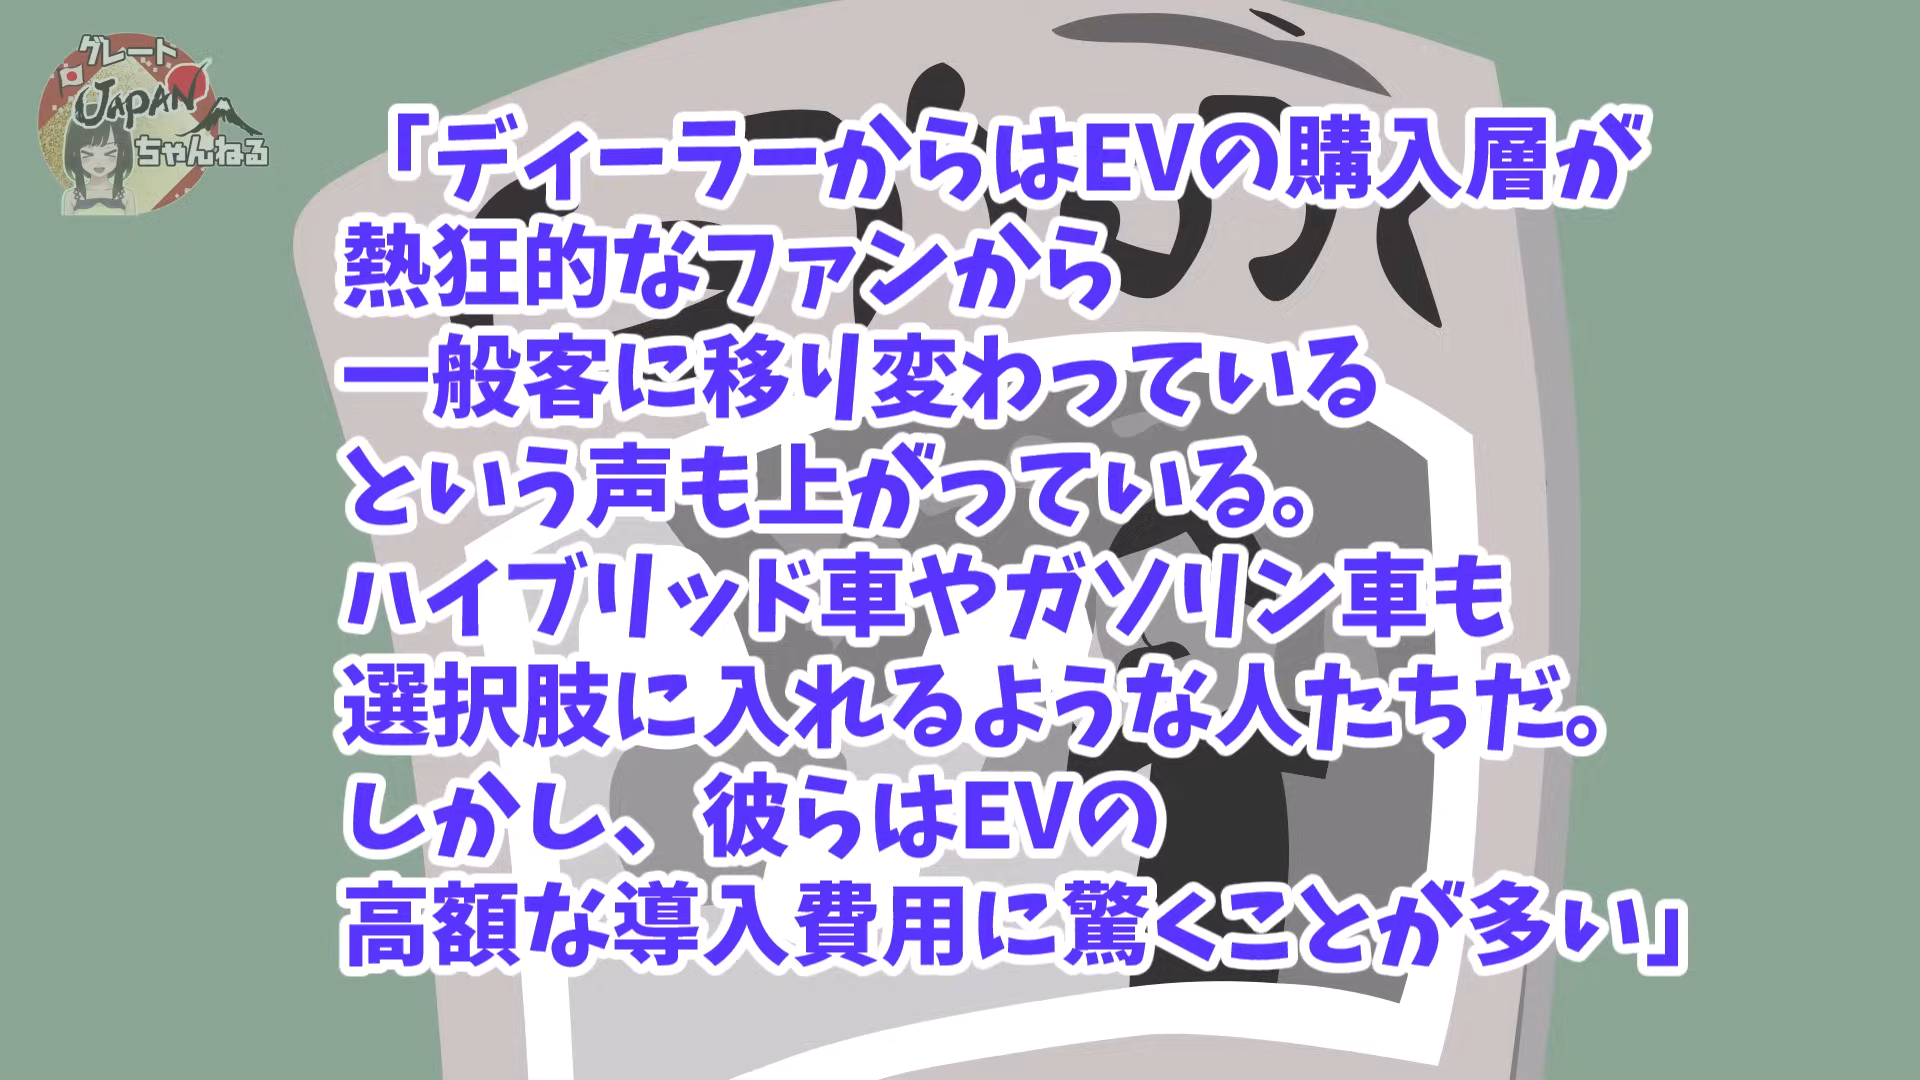 グレート
JAPAN
ちゃんねる
「ディーラーからはEVの購入層が
熱狂的なファンから
一般客に移り変わっている
という声も上がっている。
ハイブリッド車やガソリン車も
選択肢に入れるような人たちだ。
しかし、彼らはEVの
高額な導入費用に驚くことが多い」